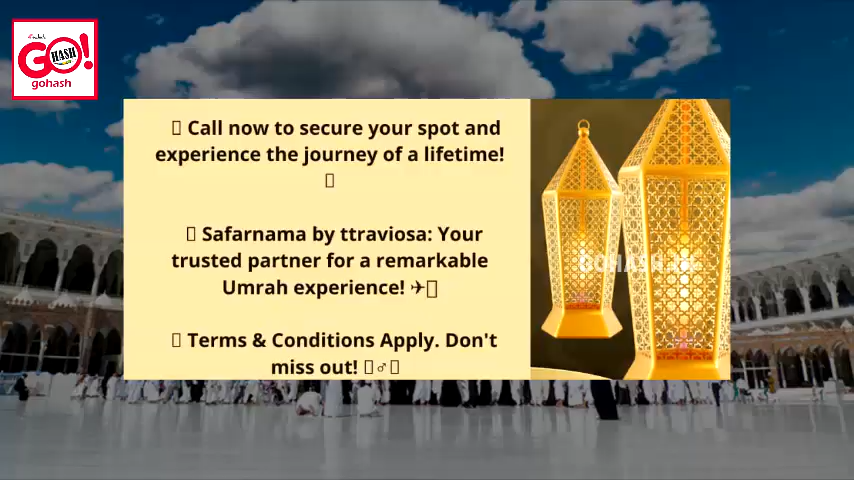 GO!
HASH
gohash
▯ Call now to secure your spot and
experience the journey of a lifetime!
▯
▯ Safarnama by ttraviosa: Your
trusted partner for a remarkable
Umrah experience! ✈▯
▯ Terms & Conditions Apply. Don't
miss out! ▯♂▯